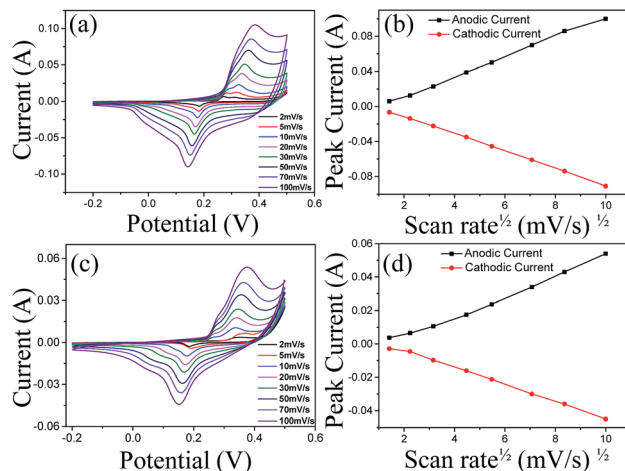 (a)
Current (A)
0.10
0.05
0.00
-0.05
-0.10
2mV/s
5mV/s
10mV/s
20mV/s
30mV/s
50mV/s
70mV/s
100mV/s
-0.2 0.0 0.2 0.4 0.6
Potential (V)
(b)
Peak Current (A)
0.08
0.04
0.00
-0.04
-0.08
Anodic Current
Cathodic Current
2 4 6 8 10
Scan rate½ (mV/s) ½
(c)
Current (A)
0.06
0.03
0.00
-0.03
-0.06
2mV/s
5mV/s
10mV/s
20mV/s
30mV/s
50mV/s
70mV/s
100mV/s
-0.2 0.0 0.2 0.4 0.6
Potential (V)
(d)
Peak Current (A)
0.06
0.04
0.02
0.00
-0.02
-0.04
Anodic Current
Cathodic Current
2 4 6 8 10
Scan rate½ (mV/s) ½